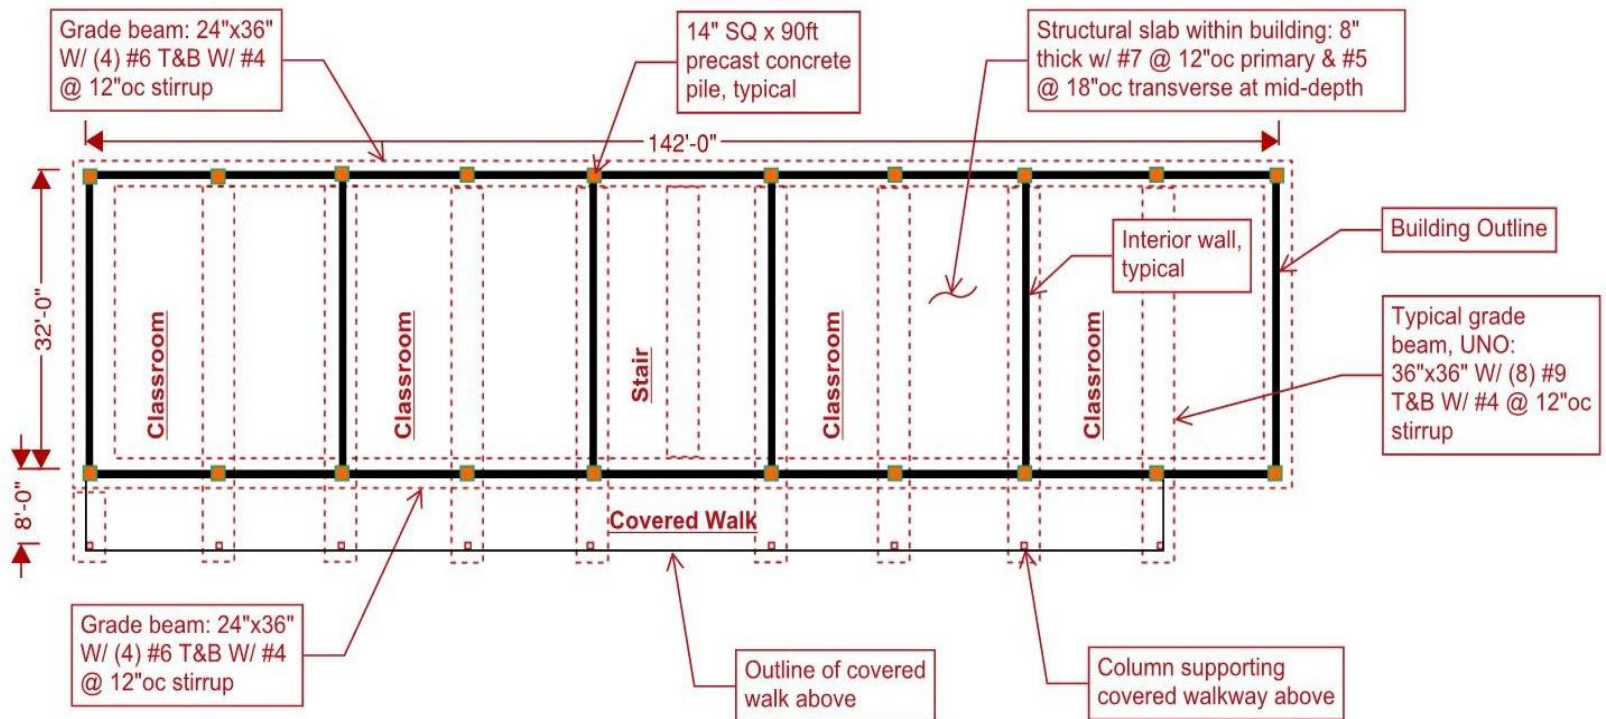 Grade beam: 24"x36"
W/ (4) #6 T&B W/ #4
@ 12"oc stirrup
14" SQ x 90ft
precast concrete
pile, typical
Structural slab within building: 8"
thick w/ #7 @ 12"oc primary & #5
@ 18"oc transverse at mid-depth
142'-0"
32'-0"
8'-0"
Interior wall,
typical
Building Outline
Typical grade
beam, UNO:
36"x36" W/ (8) #9
T&B W/ #4 @ 12"oc
stirrup
Classroom
Classroom
Stair
Classroom
Classroom
Covered Walk
Grade beam: 24"x36"
W/ (4) #6 T&B W/ #4
@ 12"oc stirrup
Outline of covered
walk above
Column supporting
covered walkway above